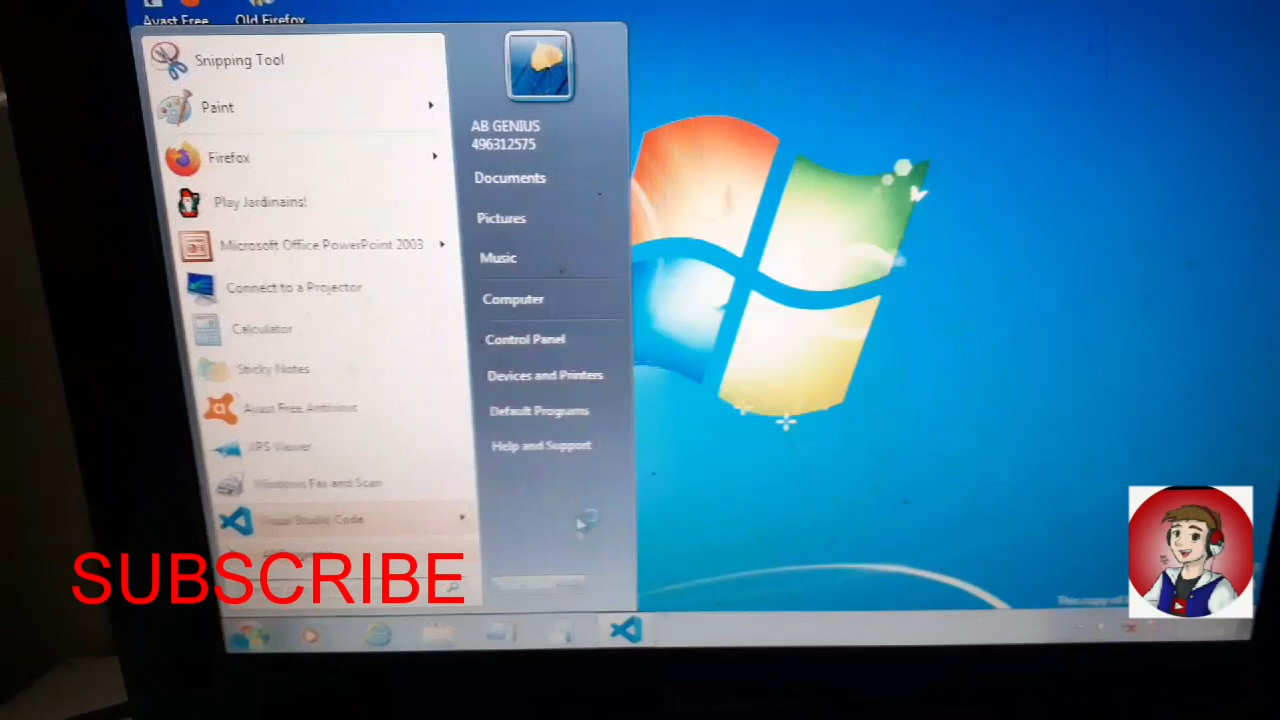 Avast Free
Old Firefox
Snipping Tool
Paint
Firefox
Play Jardinains!
Microsoft Office PowerPoint 2003
Connect to a Projector
Calculator
Sticky Notes
Avast Free Antivirus
XPS Viewer
Windows Fax and Scan
Visual Studio Code
AB GENIUS
496312575
Documents
Pictures
Music
Computer
Control Panel
Devices and Printers
Default Programs
Help and Support
SUBSCRIBE